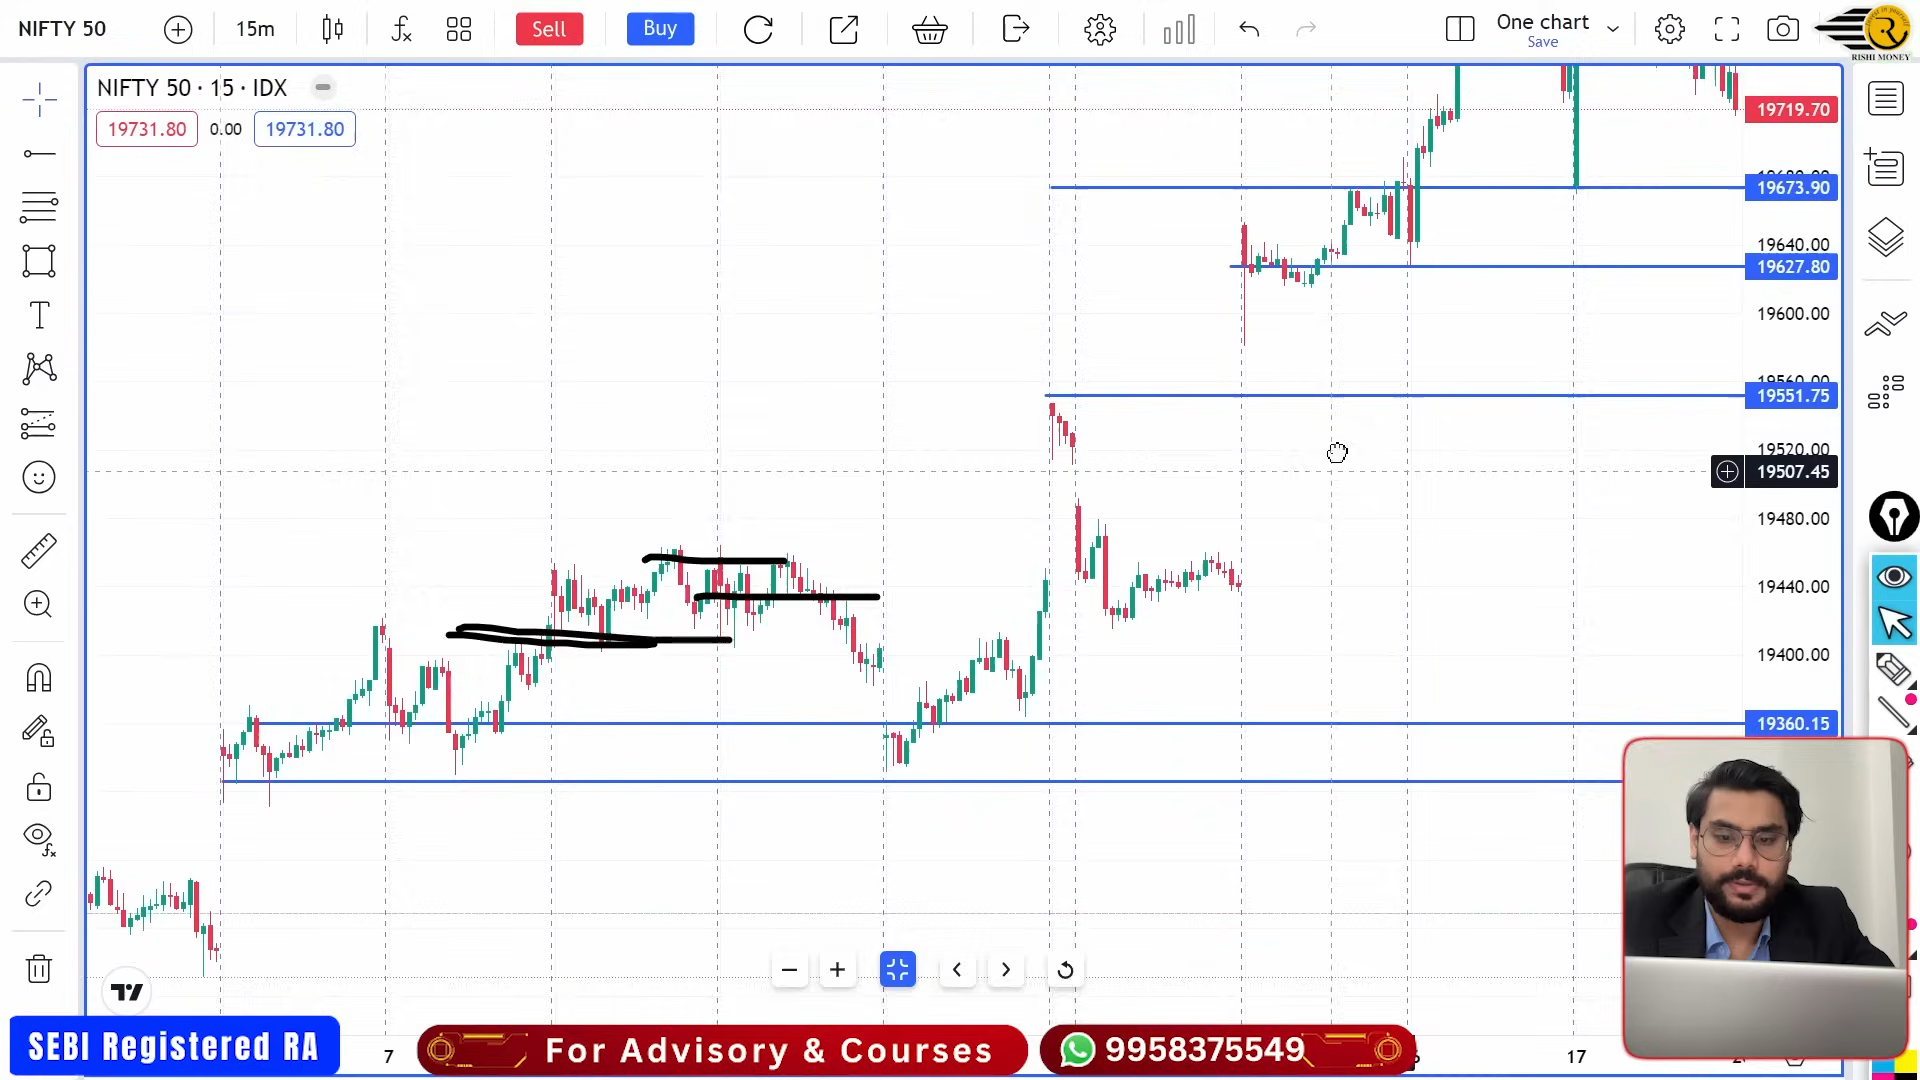 NIFTY 50
15m
Sell
Buy
One chart
Save
RISHI MONEY
NIFTY 50 · 15 · IDX
19731.80
0.00
19731.80
19719.70
19673.90
19640.00
19627.80
19600.00
19551.75
19520.00
19507.45
19480.00
19440.00
19400.00
19360.15
SEBI Registered RA
7
For Advisory & Courses
9958375549
17